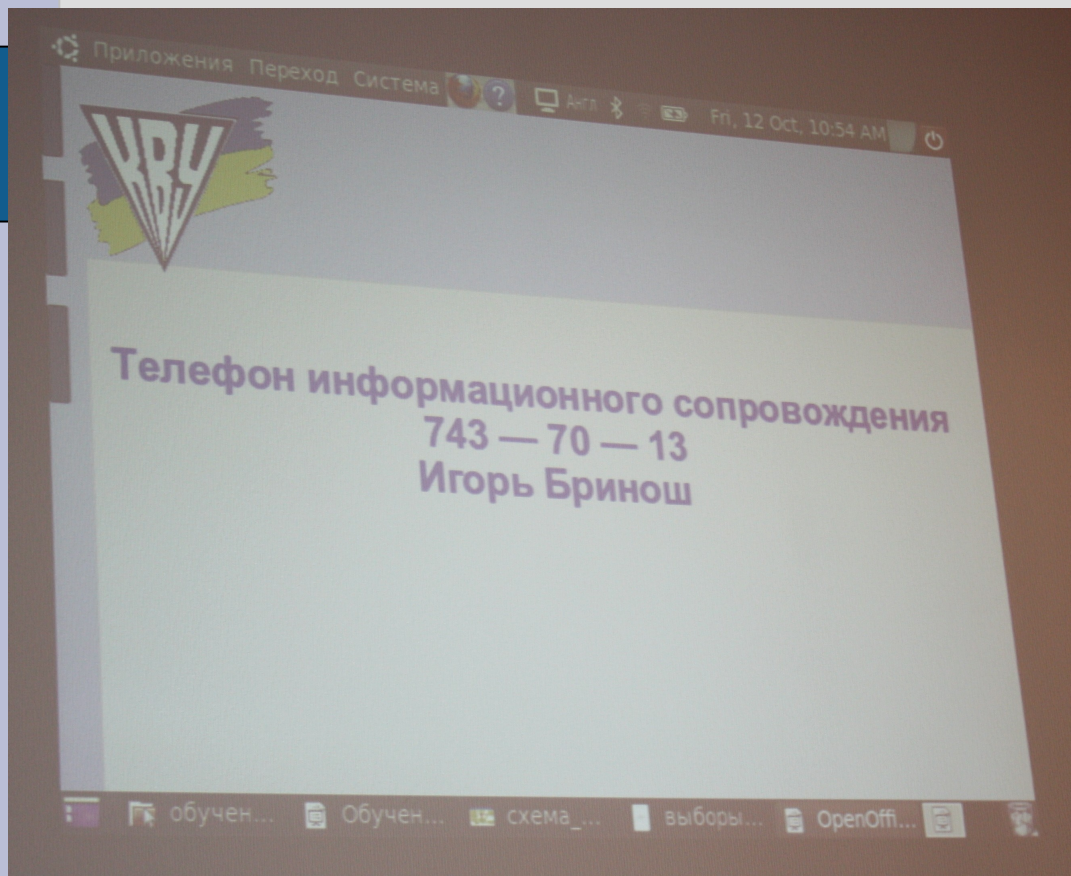 Приложения Переход Система ? Англ Fri, 12 Oct, 10:54 AM
КВУ
Телефон информационного сопровождения
743 — 70 — 13
Игорь Бринош
обучен... Обучен... схема_... выборы... OpenOffi...